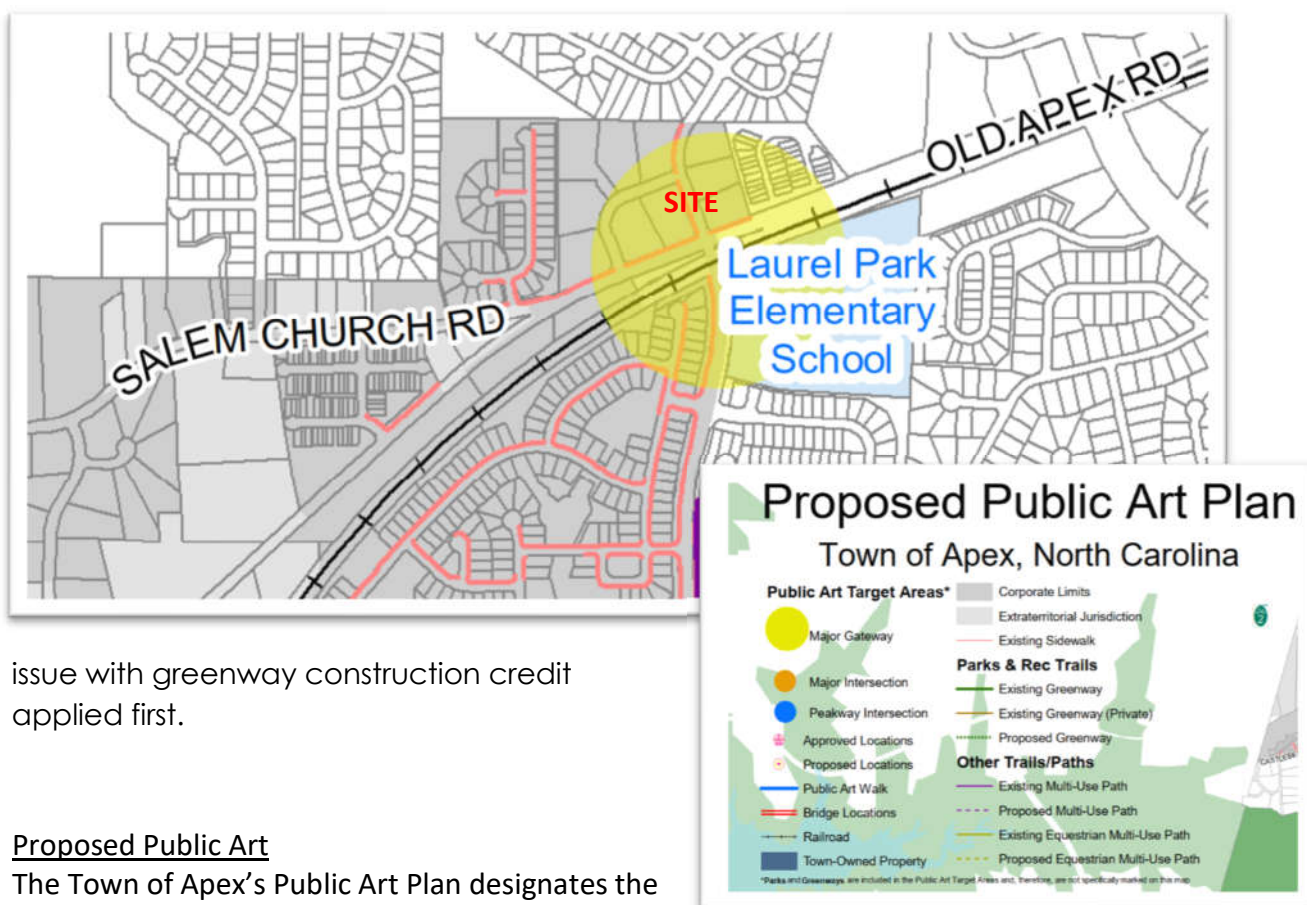 OLD APEX RD
SITE
Laurel Park
Elementary
School
SALEM CHURCH RD
Proposed Public Art Plan
Town of Apex, North Carolina
Public Art Target Areas*
Major Gateway
Major Intersection
Peakway Intersection
Approved Locations
Proposed Locations
Public Art Walk
Bridge Locations
Railroad
Town-Owned Property
Corporate Limits
Extraterritorial Jurisdiction
Existing Sidewalk
Parks & Rec Trails
Existing Greenway
Existing Greenway (Private)
Proposed Greenway
Other Trails/Paths
Existing Multi-Use Path
Proposed Multi-Use Path
Existing Equestrian Multi-Use Path
Proposed Equestrian Multi-Use Path
*Parks and Greenways are included in the Public Art Target Areas and, therefore, are not specifically marked on this map
issue with greenway construction credit
applied first.
Proposed Public Art
The Town of Apex’s Public Art Plan designates the